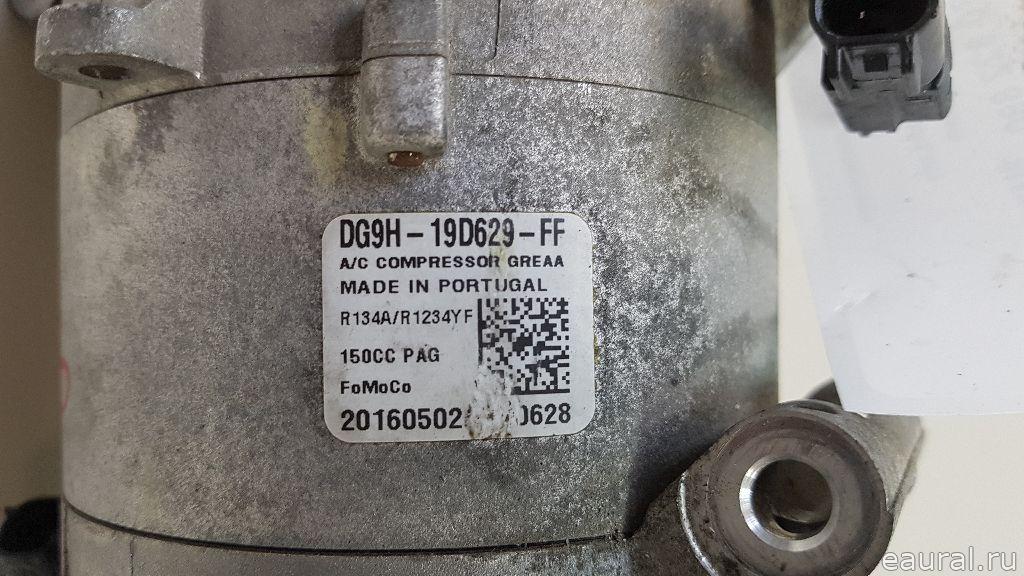 DG9H-19D629-FF
A/C COMPRESSOR GREAA
MADE IN PORTUGAL
R134A/R1234YF
150CC PAG
FoMoCo
eaural.ru